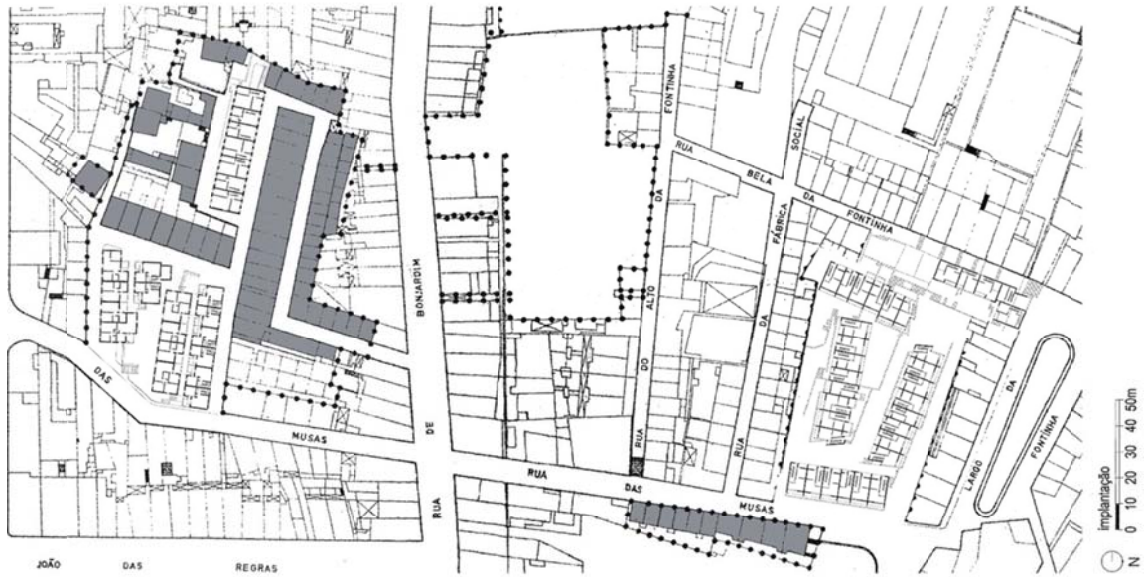 FONTINHA
RUA BELA DA FONTINHA
SOCIAL
FÁBRICA
DA
RUA
DA
ALTO
DO
RUA
BONJARDIM
DE
RUA
DAS MUSAS
RUA DAS MUSAS
LARGO DA FONTINHA
JOÃO DAS REGRAS
implantação
0 10 20 30 40 50m
N